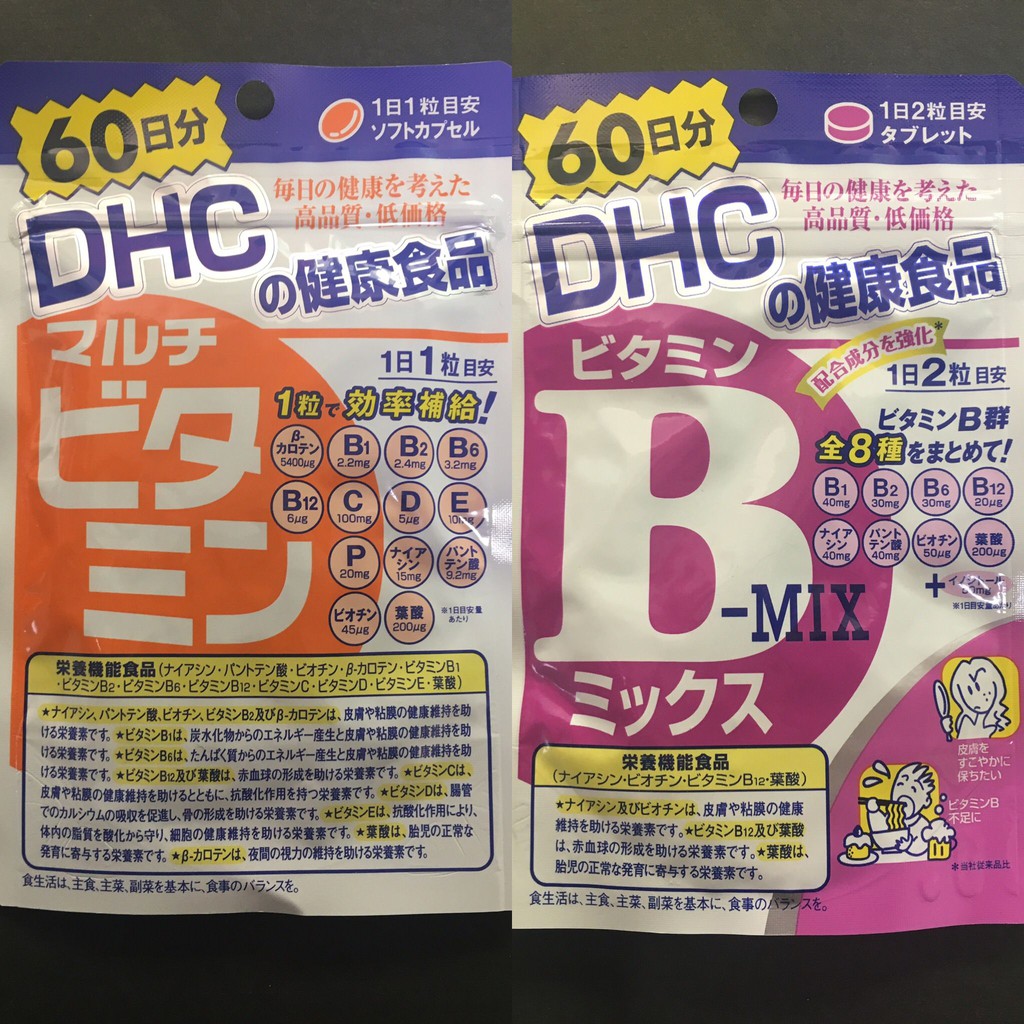 60日分
1日1粒目安
ソフトカプセル
毎日の健康を考えた
高品質・低価格
DHC
の健康食品
マルチ
ビタミン
1日1粒目安
1粒で効率補給!
β-カロテン 5400μg
B1 2.2mg
B2 2.4mg
B6 3.2mg
B12 6μg
C 100mg
D 5μg
E 10mg
P 20mg
ナイアシン 15mg
パントテン酸 9.2mg
ビオチン 45μg
葉酸 200μg
※1日目安量あたり
栄養機能食品(ナイアシン・パントテン酸・ビオチン・β-カロテン・ビタミンB1
・ビタミンB2・ビタミンB6・ビタミンB12・ビタミンC・ビタミンD・ビタミンE・葉酸)
★ナイアシン、パントテン酸、ビオチン、ビタミンB2及びβ-カロテンは、皮膚や粘膜の健康維持を助
ける栄養素です。★ビタミンB1は、炭水化物からのエネルギー産生と皮膚や粘膜の健康維持を助
ける栄養素です。★ビタミンB6は、たんぱく質からのエネルギー産生と皮膚や粘膜の健康維持を助
ける栄養素です。★ビタミンB12及び葉酸は、赤血球の形成を助ける栄養素です。★ビタミンCは、
皮膚や粘膜の健康維持を助けるとともに、抗酸化作用を持つ栄養素です。★ビタミンDは、腸管
でのカルシウムの吸収を促進し、骨の形成を助ける栄養素です。★ビタミンEは、抗酸化作用により、
体内の脂質を酸化から守り、細胞の健康維持を助ける栄養素です。★葉酸は、胎児の正常な
発育に寄与する栄養素です。★β-カロテンは、夜間の視力の維持を助ける栄養素です。
食生活は、主食、主菜、副菜を基本に、食事のバランスを。
60日分
1日2粒目安
タブレット
毎日の健康を考えた
高品質・低価格
DHC
の健康食品
ビタミン
B
-MIX
ミックス
配合成分を強化*
1日2粒目安
ビタミンB群
全8種をまとめて!
B1 40mg
B2 30mg
B6 30mg
B12 20μg
ナイアシン 40mg
パントテン酸 40mg
ビオチン 50μg
葉酸 200μg
+
イノシトール 50mg
※1日目安量あたり
栄養機能食品
(ナイアシン・ビオチン・ビタミンB12・葉酸)
★ナイアシン及びビオチンは、皮膚や粘膜の健康
維持を助ける栄養素です。★ビタミンB12及び葉酸
は、赤血球の形成を助ける栄養素です。★葉酸は、
胎児の正常な発育に寄与する栄養素です。
皮膚を
すこやかに
保ちたい
ビタミンB
不足に
*当社従来品比
食生活は、主食、主菜、副菜を基本に、食事のバランスを。